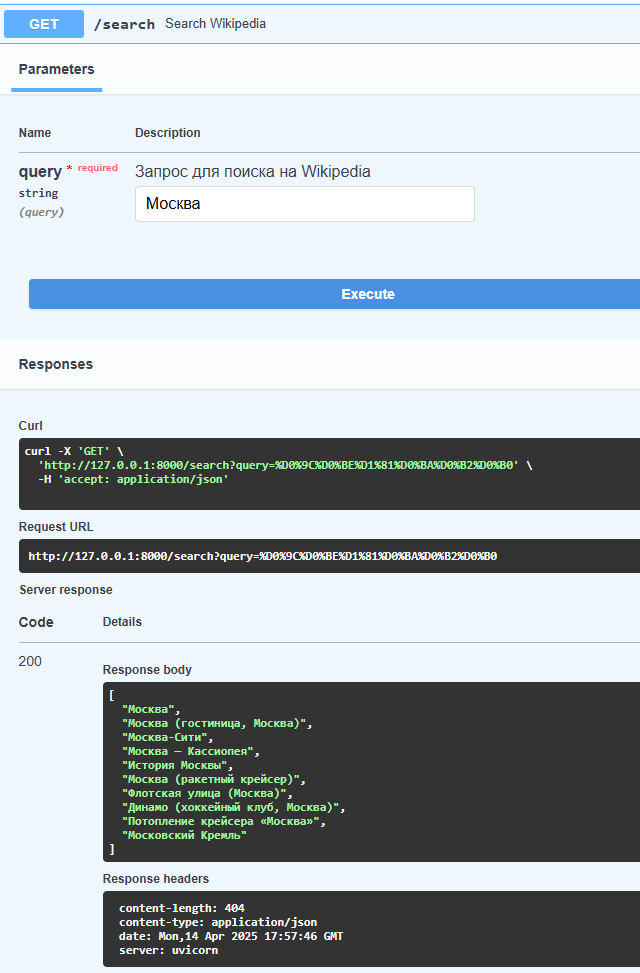 GET /search Search Wikipedia
Parameters
Name Description
query * required Запрос для поиска на Wikipedia
string
(query)
Москва
Execute
Responses
Curl
curl -X 'GET' \
'http://127.0.0.1:8000/search?query=%D0%9C%D0%BE%D1%81%D0%BA%D0%B2%D0%B0' \
-H 'accept: application/json'
Request URL
http://127.0.0.1:8000/search?query=%D0%9C%D0%BE%D1%81%D0%BA%D0%B2%D0%B0
Server response
Code Details
200
Response body
[
"Москва",
"Москва (гостиница, Москва)",
"Москва-Сити",
"Москва — Кассиопея",
"История Москвы",
"Москва (ракетный крейсер)",
"Флотская улица (Москва)",
"Динамо (хоккейный клуб, Москва)",
"Потопление крейсера «Москва»",
"Московский Кремль"
]
Response headers
content-length: 404
content-type: application/json
date: Mon,14 Apr 2025 17:57:46 GMT
server: uvicorn